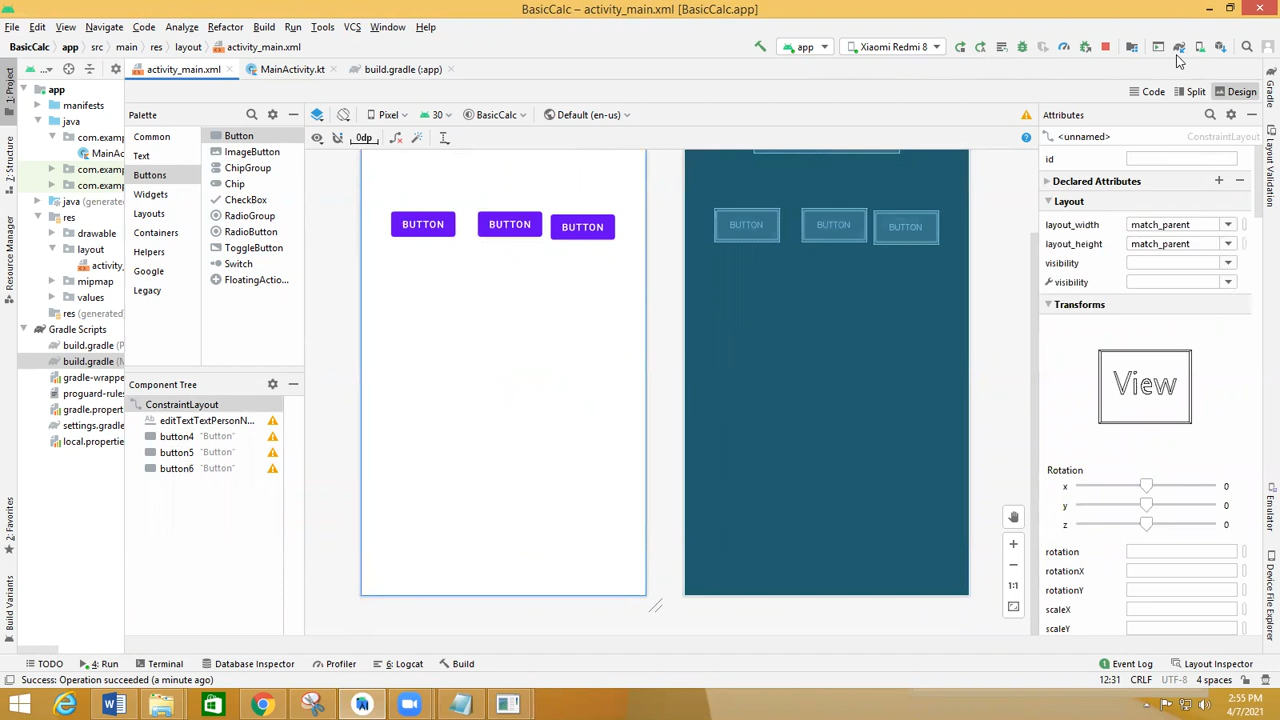 BasicCalc – activity_main.xml [BasicCalc.app]
File Edit View Navigate Code Analyze Refactor Build Run Tools VCS Window Help
BasicCalc app src main res layout activity_main.xml app Xiaomi Redmi 8
... activity_main.xml MainActivity.kt build.gradle (:app)
Code Split Design
1: Project
Z: Structure
Resource Manager
2: Favorites
Build Variants
app
manifests
java
com.examp
MainAc
com.examp
com.examp
java (generated
res
drawable
layout
activity_
mipmap
values
res (generated)
Gradle Scripts
build.gradle (P
build.gradle (M
gradle-wrappe
proguard-rules
gradle.propert
settings.gradle
local.properties
Palette
Common
Text
Buttons
Widgets
Layouts
Containers
Helpers
Google
Legacy
Button
ImageButton
ChipGroup
Chip
CheckBox
RadioGroup
RadioButton
ToggleButton
Switch
FloatingActio...
Component Tree
ConstraintLayout
Ab editTextTextPersonN...
button4 "Button"
button5 "Button"
button6 "Button"
Pixel 30 BasicCalc Default (en-us)
0dp
BUTTON BUTTON BUTTON
BUTTON BUTTON BUTTON
1:1
Attributes
<unnamed> ConstraintLayout
id
Declared Attributes
Layout
layout_width match_parent
layout_height match_parent
visibility
visibility
Transforms
View
Rotation
x 0
y 0
z 0
rotation
rotationX
rotationY
scaleX
scaleY
Gradle
Layout Validation
Emulator
Device File Explorer
TODO 4: Run Terminal Database Inspector Profiler 6: Logcat Build Event Log Layout Inspector
Success: Operation succeeded (a minute ago) 12:31 CRLF UTF-8 4 spaces
2:55 PM
4/7/2021